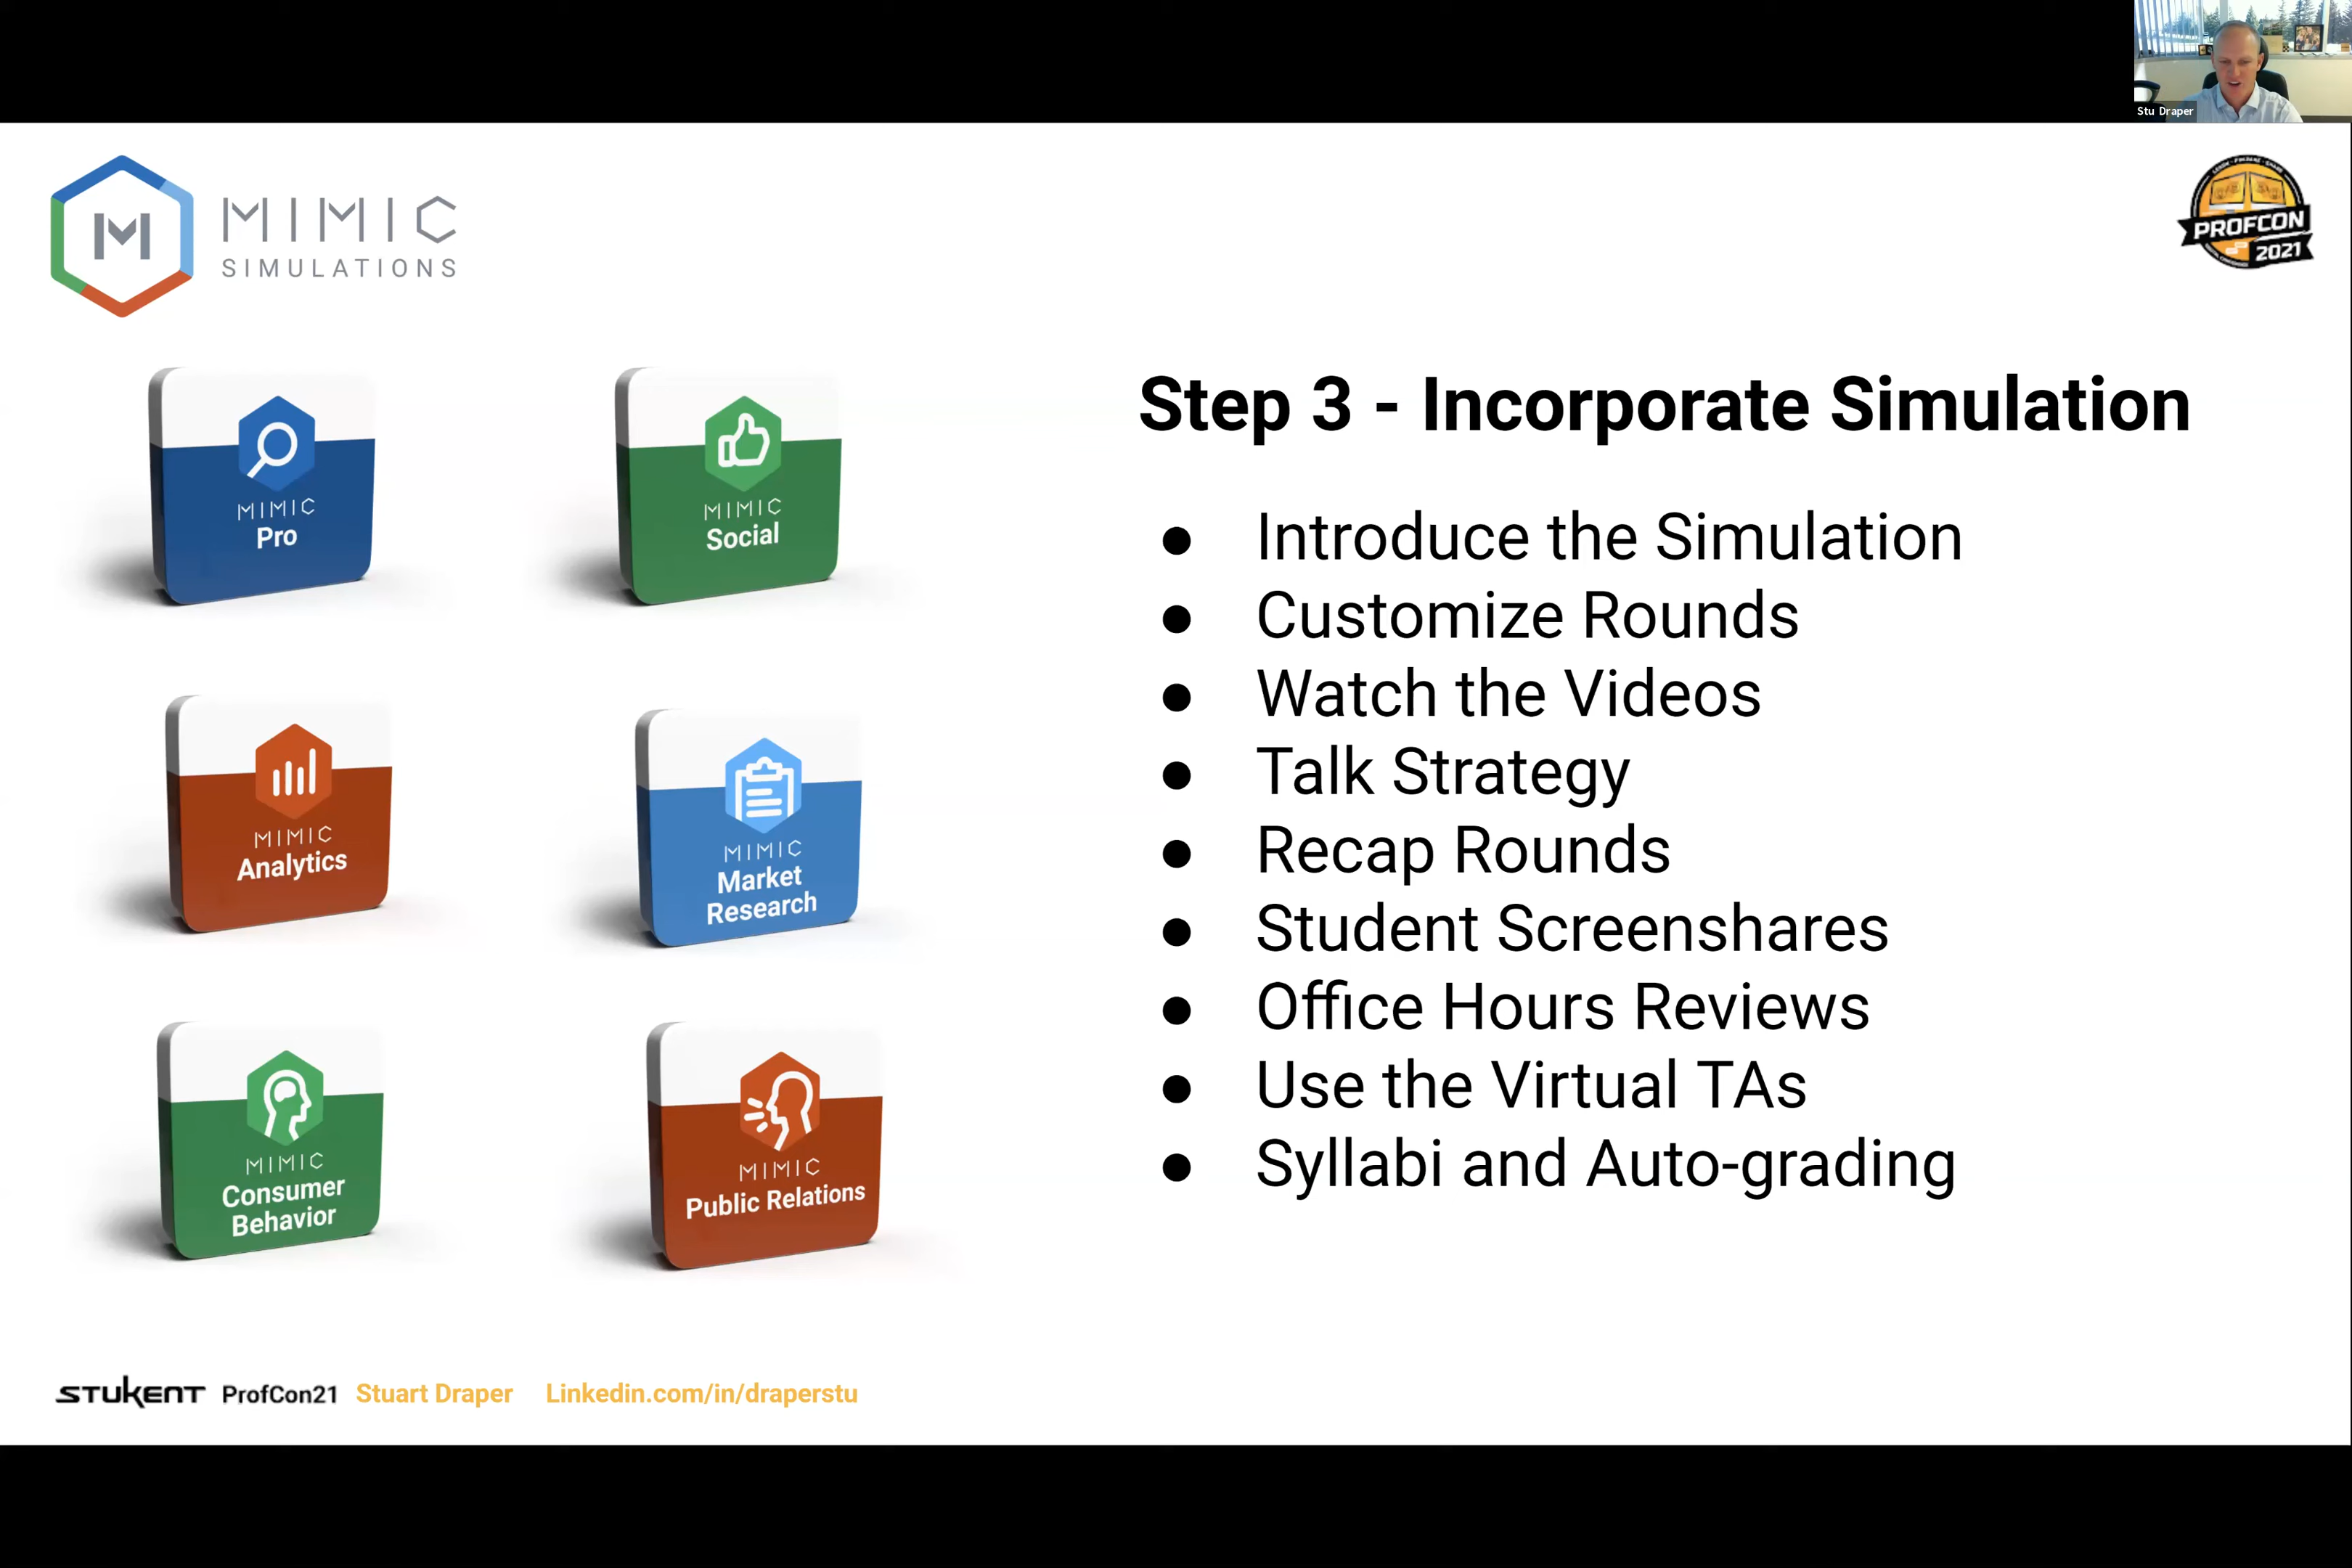 Stu Draper
M
MIMIC
SIMULATIONS
PROFCON
2021
MIMIC
Pro
MIMIC
Social
MIMIC
Analytics
MIMIC
Market
Research
MIMIC
Consumer
Behavior
MIMIC
Public Relations
Step 3 - Incorporate Simulation
● Introduce the Simulation
● Customize Rounds
● Watch the Videos
● Talk Strategy
● Recap Rounds
● Student Screenshares
● Office Hours Reviews
● Use the Virtual TAs
● Syllabi and Auto-grading
STUKENT ProfCon21 Stuart Draper Linkedin.com/in/draperstu